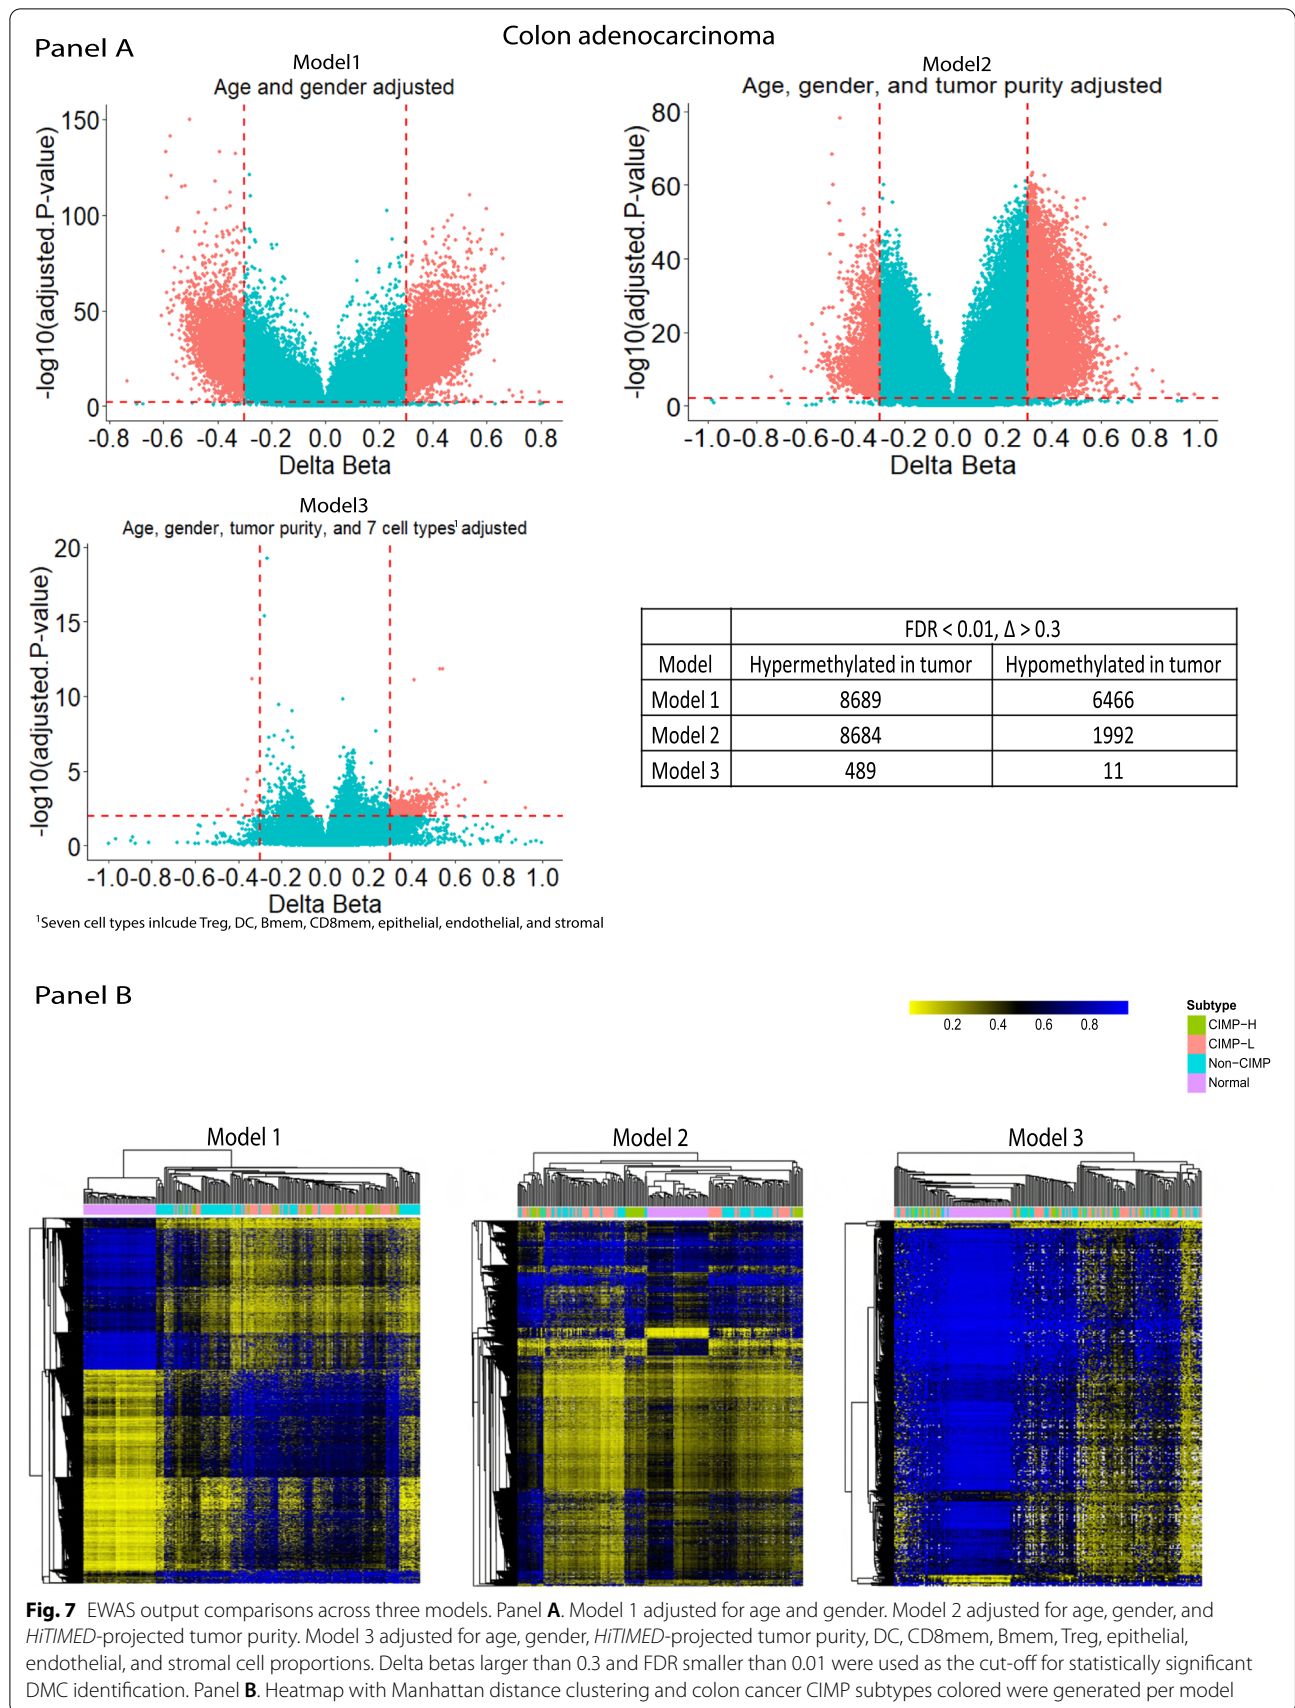 Panel A
Colon adenocarcinoma
Model1
Age and gender adjusted
-log10(adjusted.P-value)
150
100
50
0
-0.8 -0.6 -0.4 -0.2 0.0 0.2 0.4 0.6 0.8
Delta Beta
Model2
Age, gender, and tumor purity adjusted
-log10(adjusted.P-value)
80
60
40
20
0
-1.0 -0.8 -0.6 -0.4 -0.2 0.0 0.2 0.4 0.6 0.8 1.0
Delta Beta
Model3
Age, gender, tumor purity, and 7 cell types¹ adjusted
-log10(adjusted.P-value)
20
15
10
5
0
-1.0 -0.8 -0.6 -0.4 -0.2 0.0 0.2 0.4 0.6 0.8 1.0
Delta Beta
¹Seven cell types inlcude Treg, DC, Bmem, CD8mem, epithelial, endothelial, and stromal
FDR < 0.01, Δ > 0.3
Model Hypermethylated in tumor Hypomethylated in tumor
Model 1 8689 6466
Model 2 8684 1992
Model 3 489 11
Panel B
0.2 0.4 0.6 0.8
Subtype
CIMP−H
CIMP−L
Non−CIMP
Normal
Model 1
Model 2
Model 3
Fig. 7 EWAS output comparisons across three models. Panel A. Model 1 adjusted for age and gender. Model 2 adjusted for age, gender, and
HiTIMED-projected tumor purity. Model 3 adjusted for age, gender, HiTIMED-projected tumor purity, DC, CD8mem, Bmem, Treg, epithelial,
endothelial, and stromal cell proportions. Delta betas larger than 0.3 and FDR smaller than 0.01 were used as the cut-off for statistically significant
DMC identification. Panel B. Heatmap with Manhattan distance clustering and colon cancer CIMP subtypes colored were generated per model